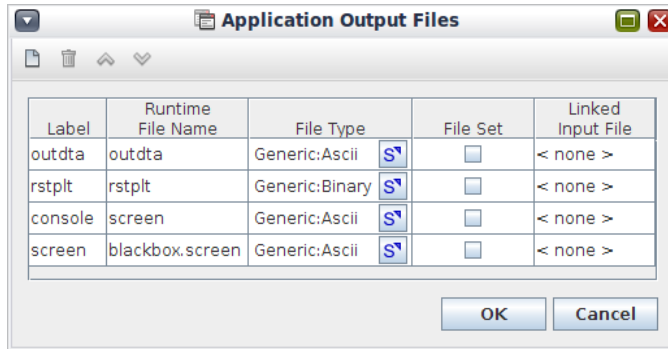 Application Output Files
Runtime Linked
Label File Name File Type File Set Input File
outdta outdta Generic:Ascii S < none >
rstplt rstplt Generic:Binary S < none >
console screen Generic:Ascii S < none >
screen blackbox.screen Generic:Ascii S < none >
OK Cancel